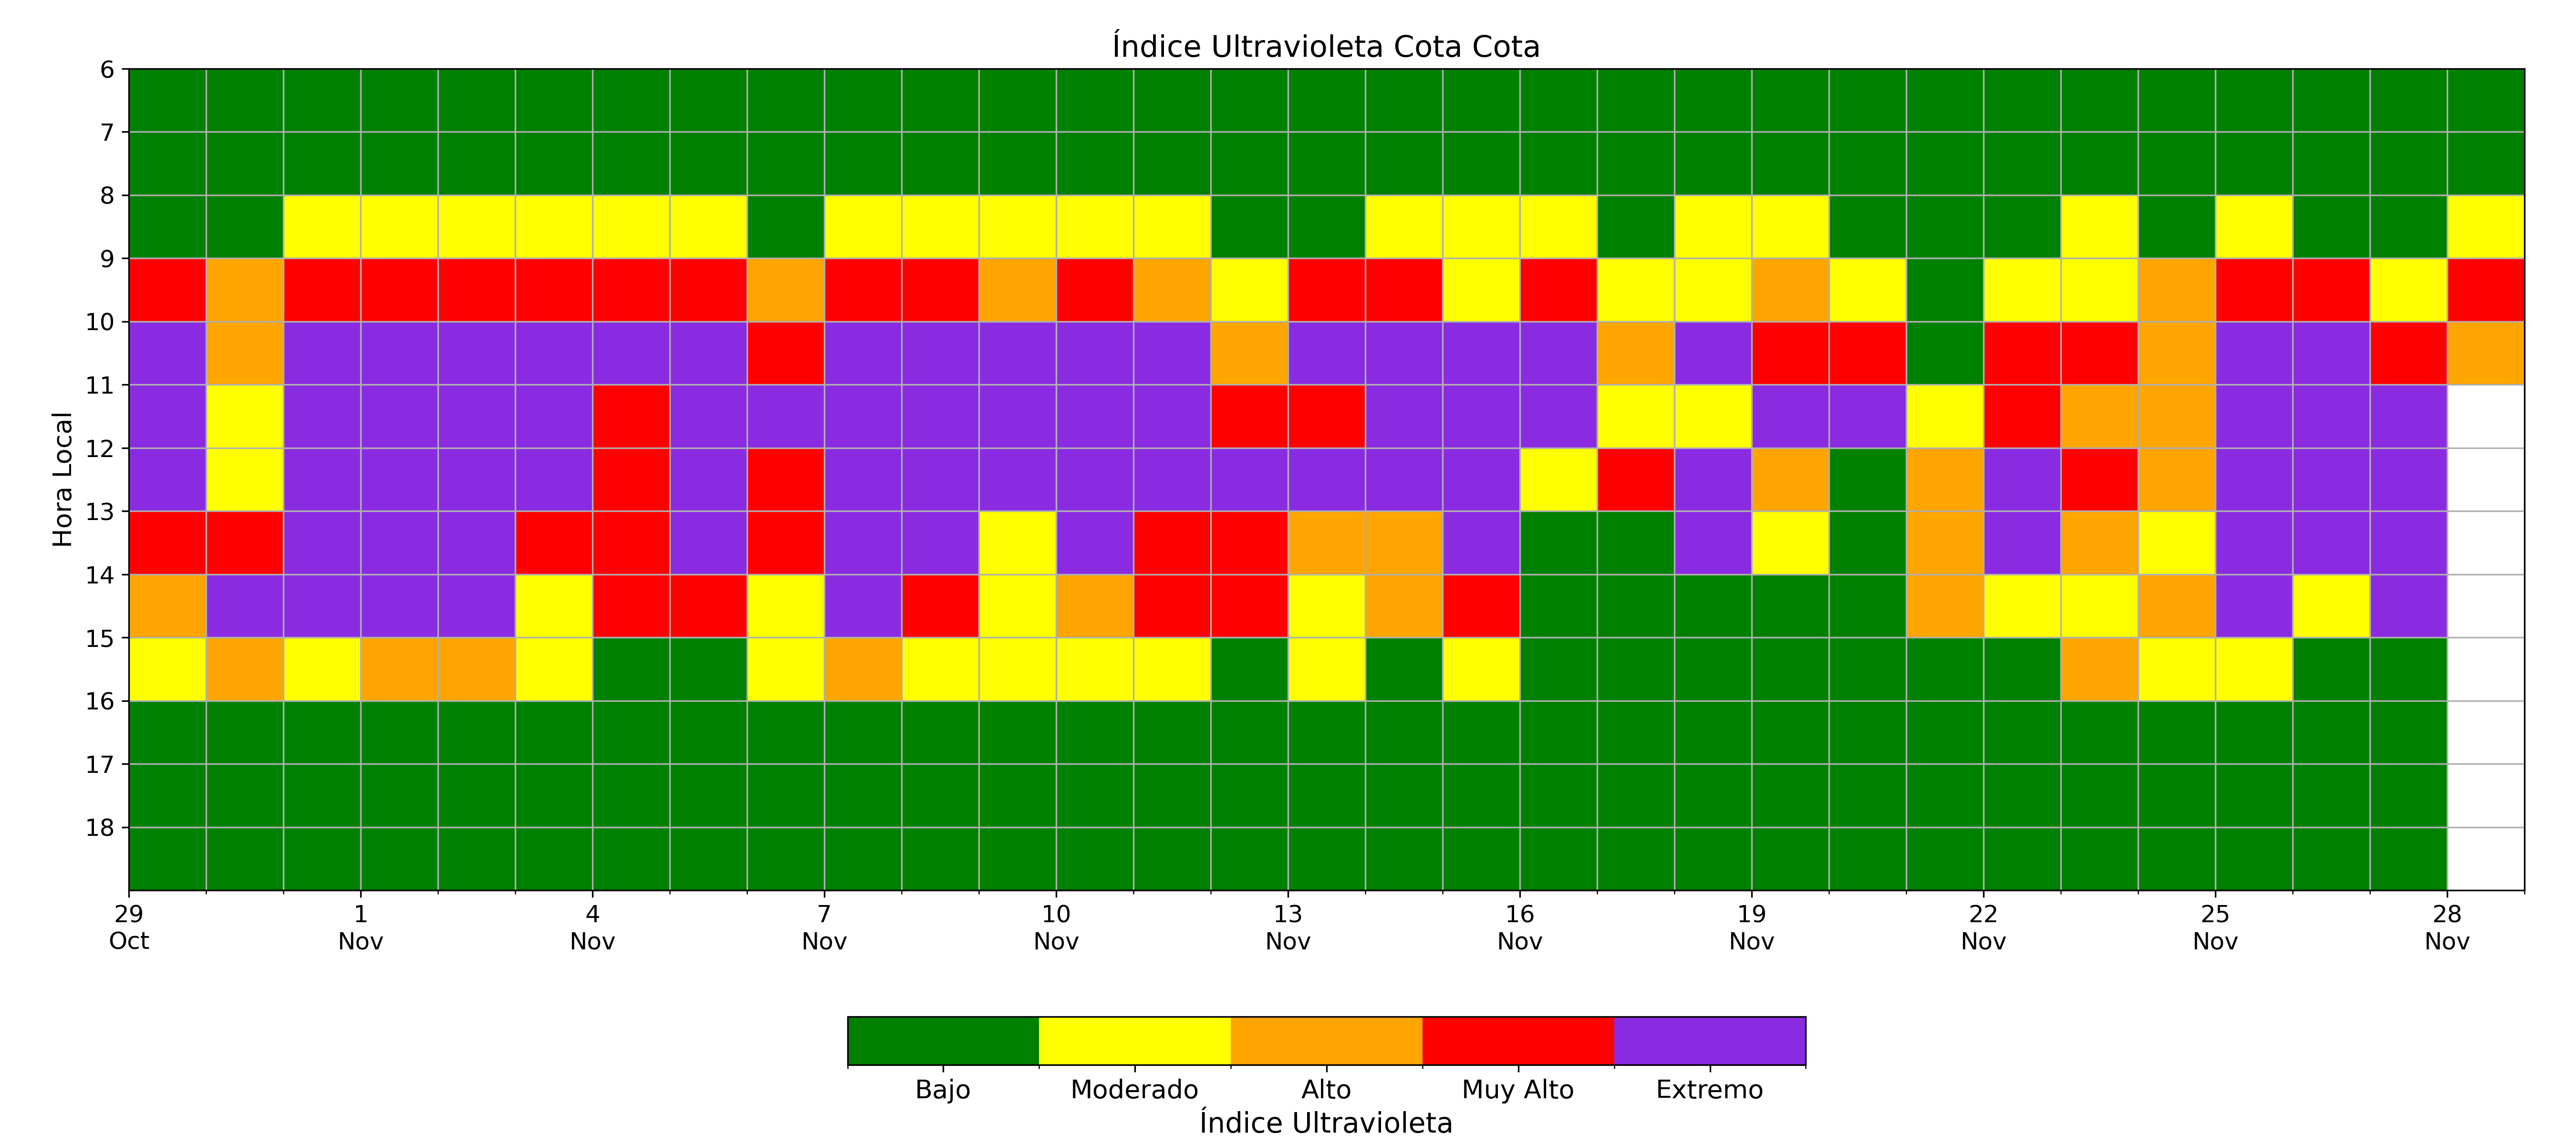 Índice Ultravioleta Cota Cota
Hora Local
6
7
8
9
10
11
12
13
14
15
16
17
18
29 1 4 7 10 13 16 19 22 25 28
Oct Nov Nov Nov Nov Nov Nov Nov Nov Nov Nov
Bajo Moderado Alto Muy Alto Extremo
Índice Ultravioleta